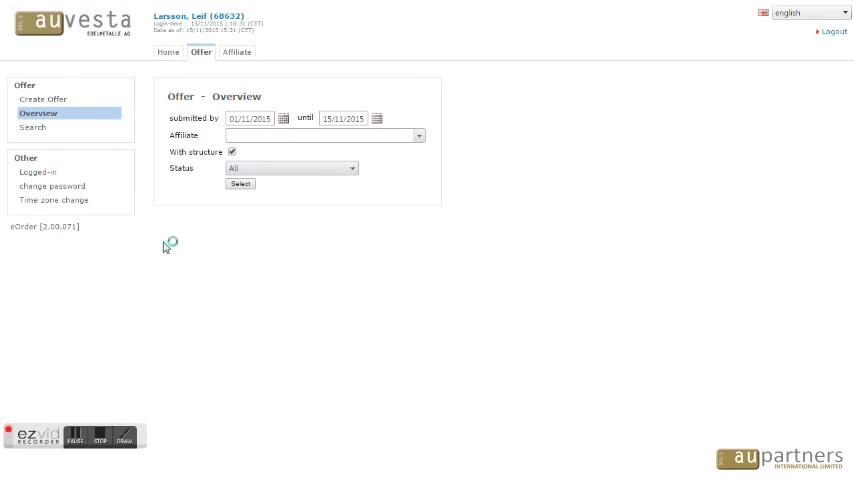 auvesta
EDELMETALLE AG
Larsson, Leif (68632)
Login-time : 15/11/2015 | 18:31 (CET)
Data as of: 15/11/2015 15:21 (CET)
english
Logout
Home Offer Affiliate
Offer
Create Offer
Overview
Search
Other
Logged-in
change password
Time zone change
eOrder [2.00.071]
Offer - Overview
submitted by 01/11/2015 until 15/11/2015
Affiliate
With structure
Status All
Select
ezvid
RECORDER
PAUSE STOP DRAW
aupartners
INTERNATIONAL LIMITED